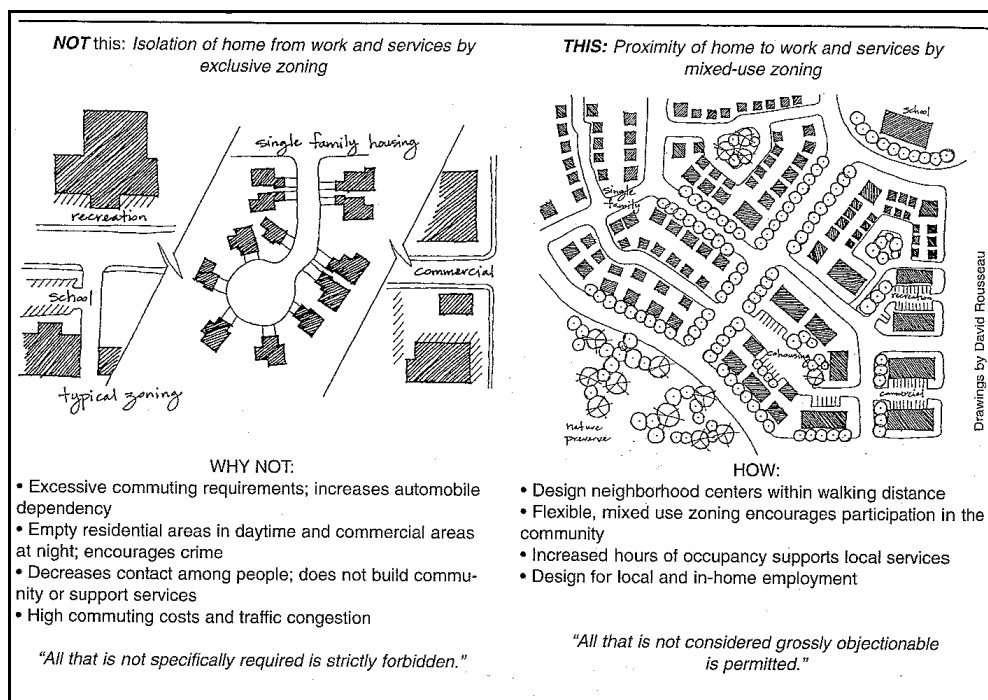 NOT this: Isolation of home from work and services by
exclusive zoning
single family housing
recreation
school
commercial
typical zoning
WHY NOT:
• Excessive commuting requirements; increases automobile
dependency
• Empty residential areas in daytime and commercial areas
at night; encourages crime
• Decreases contact among people; does not build commu-
nity or support services
• High commuting costs and traffic congestion
"All that is not specifically required is strictly forbidden."
THIS: Proximity of home to work and services by
mixed-use zoning
school
single
family
recreation
cohousing
commercial
nature
preserve
Drawings by David Rousseau
HOW:
• Design neighborhood centers within walking distance
• Flexible, mixed use zoning encourages participation in the
community
• Increased hours of occupancy supports local services
• Design for local and in-home employment
"All that is not considered grossly objectionable
is permitted."